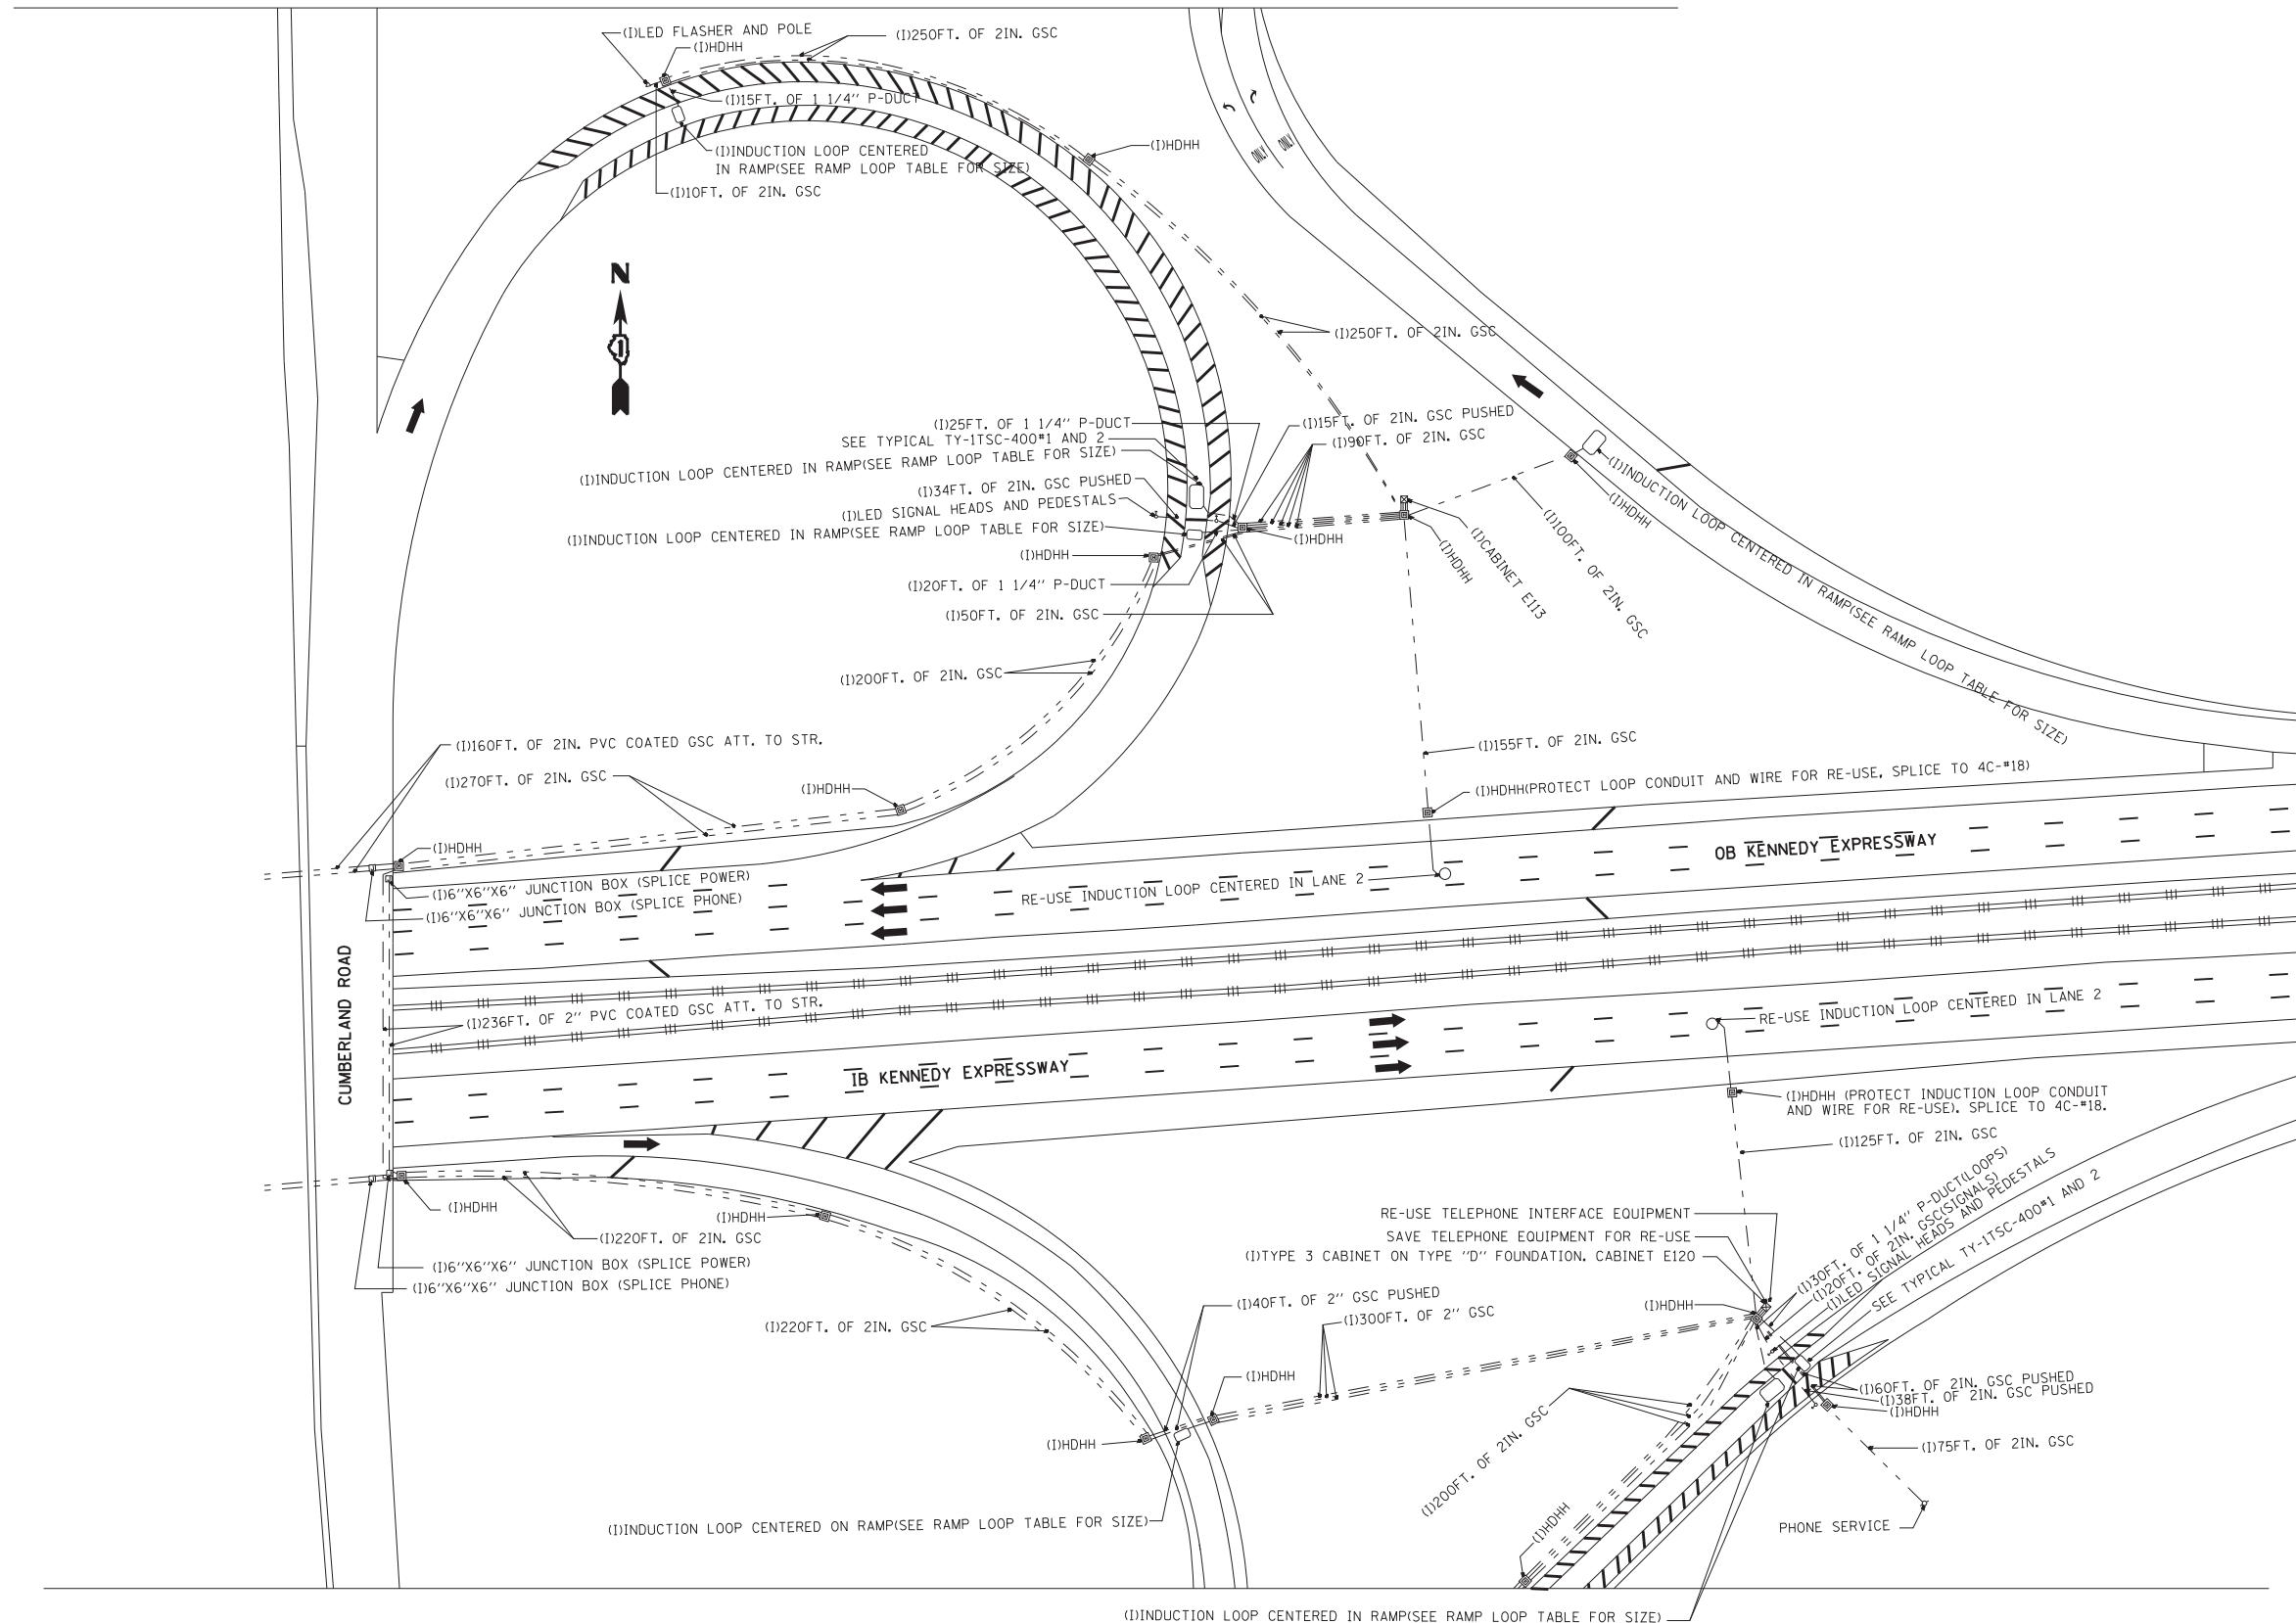 (I)LED FLASHER AND POLE
(I)HDHH
(I)250FT. OF 2IN. GSC
(I)15FT. OF 1 1/4" P-DUCT
(I)HDHH
(I)INDUCTION LOOP CENTERED
IN RAMP(SEE RAMP LOOP TABLE FOR SIZE)
(I)10FT. OF 2IN. GSC
ONLY
ONLY
N
(I)250FT. OF 2IN. GSC
(I)25FT. OF 1 1/4" P-DUCT
SEE TYPICAL TY-1TSC-400#1 AND 2
(I)INDUCTION LOOP CENTERED IN RAMP(SEE RAMP LOOP TABLE FOR SIZE)
(I)34FT. OF 2IN. GSC PUSHED
(I)LED SIGNAL HEADS AND PEDESTALS
(I)INDUCTION LOOP CENTERED IN RAMP(SEE RAMP LOOP TABLE FOR SIZE)
(I)HDHH
(I)20FT. OF 1 1/4" P-DUCT
(I)50FT. OF 2IN. GSC
(I)15FT. OF 2IN. GSC PUSHED
(I)90FT. OF 2IN. GSC
(I)HDHH
(I)HDHH
(I)CABINET E113
(I)100FT. OF 2IN. GSC
(I)HDHH
(I)INDUCTION LOOP CENTERED IN RAMP(SEE RAMP LOOP TABLE FOR SIZE)
(I)200FT. OF 2IN. GSC
(I)160FT. OF 2IN. PVC COATED GSC ATT. TO STR.
(I)270FT. OF 2IN. GSC
(I)HDHH
(I)155FT. OF 2IN. GSC
(I)HDHH(PROTECT LOOP CONDUIT AND WIRE FOR RE-USE, SPLICE TO 4C-#18)
(I)HDHH
(I)6"X6"X6" JUNCTION BOX (SPLICE POWER)
(I)6"X6"X6" JUNCTION BOX (SPLICE PHONE)
RE-USE INDUCTION LOOP CENTERED IN LANE 2
OB KENNEDY EXPRESSWAY
CUMBERLAND ROAD
(I)236FT. OF 2" PVC COATED GSC ATT. TO STR.
RE-USE INDUCTION LOOP CENTERED IN LANE 2
IB KENNEDY EXPRESSWAY
(I)HDHH (PROTECT INDUCTION LOOP CONDUIT
AND WIRE FOR RE-USE). SPLICE TO 4C-#18.
(I)125FT. OF 2IN. GSC
(I)HDHH
(I)HDHH
(I)220FT. OF 2IN. GSC
(I)6"X6"X6" JUNCTION BOX (SPLICE POWER)
(I)6"X6"X6" JUNCTION BOX (SPLICE PHONE)
RE-USE TELEPHONE INTERFACE EQUIPMENT
SAVE TELEPHONE EQUIPMENT FOR RE-USE
(I)TYPE 3 CABINET ON TYPE "D" FOUNDATION. CABINET E120
(I)30FT. OF 1 1/4" P-DUCT(LOOPS)
(I)20FT. OF 2IN. GSC(SIGNALS)
(I)LED SIGNAL HEADS AND PEDESTALS
SEE TYPICAL TY-1TSC-400#1 AND 2
(I)HDHH
(I)40FT. OF 2" GSC PUSHED
(I)300FT. OF 2" GSC
(I)220FT. OF 2IN. GSC
(I)HDHH
(I)60FT. OF 2IN. GSC PUSHED
(I)38FT. OF 2IN. GSC PUSHED
(I)HDHH
(I)HDHH
(I)75FT. OF 2IN. GSC
(I)200FT. OF 2IN. GSC
(I)HDHH
PHONE SERVICE
(I)INDUCTION LOOP CENTERED ON RAMP(SEE RAMP LOOP TABLE FOR SIZE)
(I)INDUCTION LOOP CENTERED IN RAMP(SEE RAMP LOOP TABLE FOR SIZE)